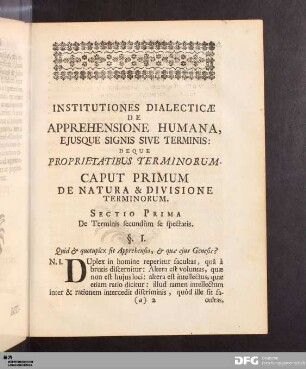 INSTITUTIONES DIALECTICÆ
DE
APPREHENSIONE HUMANA,
EJUSQUE SIGNIS SIVE TERMINIS:
DEQUE
PROPRIETATIBUS TERMINORUM.
CAPUT PRIMUM
DE NATURA & DIVISIONE
TERMINORUM.
SECTIO PRIMA
De Terminis secundùm se spectatis.
§. I.
Quid & quotuplex sit Apprehensio, & quæ ejus Genesis?
N. I. DUplex in homine reperitur facultas, quâ à
brutis discernitur: Altera est voluntas, quæ
non est hujus loci: altera est intellectus, quæ
etiam ratio dicitur: illud tamen intellectum
inter & rationem intercedit discriminis, quòd ille sit fa-
(a) 2
cultas,
DFG